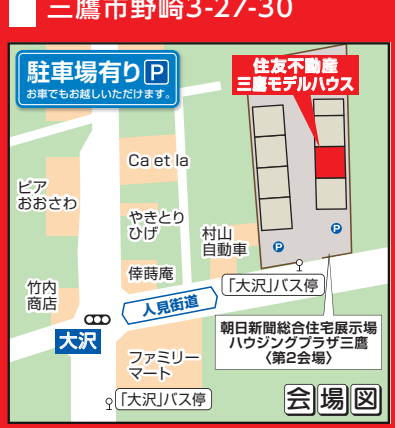 三鷹市野崎3-27-30
駐車場有りP
お車でもお越しいただけます。
住友不動産
三鷹モデルハウス
Ca et la
ピア
おおさわ
やきとり
ひげ
村山
自動車
P
P
倖蒔庵
竹内
商店
「大沢」バス停
人見街道
大沢
朝日新聞総合住宅展示場
ハウジングプラザ三鷹
〈第2会場〉
ファミリー
マート
「大沢」バス停
会場図